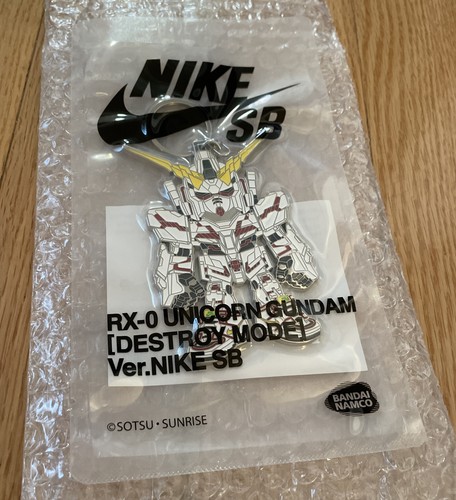 NIKE
SB
RX-0 UNICORN GUNDAM
[DESTROY MODE]
Ver.NIKE SB
BANDAI
NAMCO
©SOTSU・SUNRISE